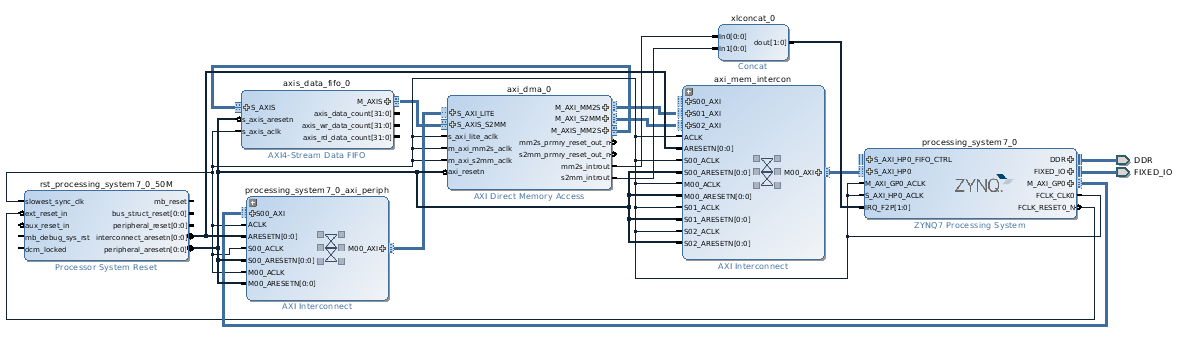 xlconcat_0
In0[0:0]
In1[0:0]
dout[1:0]
Concat
axis_data_fifo_0
S_AXIS
s_axis_aresetn
s_axis_aclk
M_AXIS
axis_data_count[31:0]
axis_wr_data_count[31:0]
axis_rd_data_count[31:0]
AXI4-Stream Data FIFO
axi_dma_0
S_AXI_LITE
S_AXIS_S2MM
s_axi_lite_aclk
m_axi_mm2s_aclk
m_axi_s2mm_aclk
axi_resetn
M_AXI_MM2S
M_AXI_S2MM
M_AXIS_MM2S
mm2s_prmry_reset_out_n
s2mm_prmry_reset_out_n
mm2s_introut
s2mm_introut
AXI Direct Memory Access
axi_mem_intercon
S00_AXI
S01_AXI
S02_AXI
ACLK
ARESETN[0:0]
S00_ACLK
S00_ARESETN[0:0]
M00_ACLK
M00_ARESETN[0:0]
S01_ACLK
S01_ARESETN[0:0]
S02_ACLK
S02_ARESETN[0:0]
M00_AXI
AXI Interconnect
processing_system7_0
S_AXI_HP0_FIFO_CTRL
S_AXI_HP0
M_AXI_GP0_ACLK
S_AXI_HP0_ACLK
IRQ_F2P[1:0]
ZYNQ
DDR
FIXED_IO
M_AXI_GP0
FCLK_CLK0
FCLK_RESET0_N
ZYNQ7 Processing System
DDR
FIXED_IO
rst_processing_system7_0_50M
slowest_sync_clk
ext_reset_in
aux_reset_in
mb_debug_sys_rst
dcm_locked
mb_reset
bus_struct_reset[0:0]
peripheral_reset[0:0]
interconnect_aresetn[0:0]
peripheral_aresetn[0:0]
Processor System Reset
processing_system7_0_axi_periph
S00_AXI
ACLK
ARESETN[0:0]
S00_ACLK
S00_ARESETN[0:0]
M00_ACLK
M00_ARESETN[0:0]
M00_AXI
AXI Interconnect